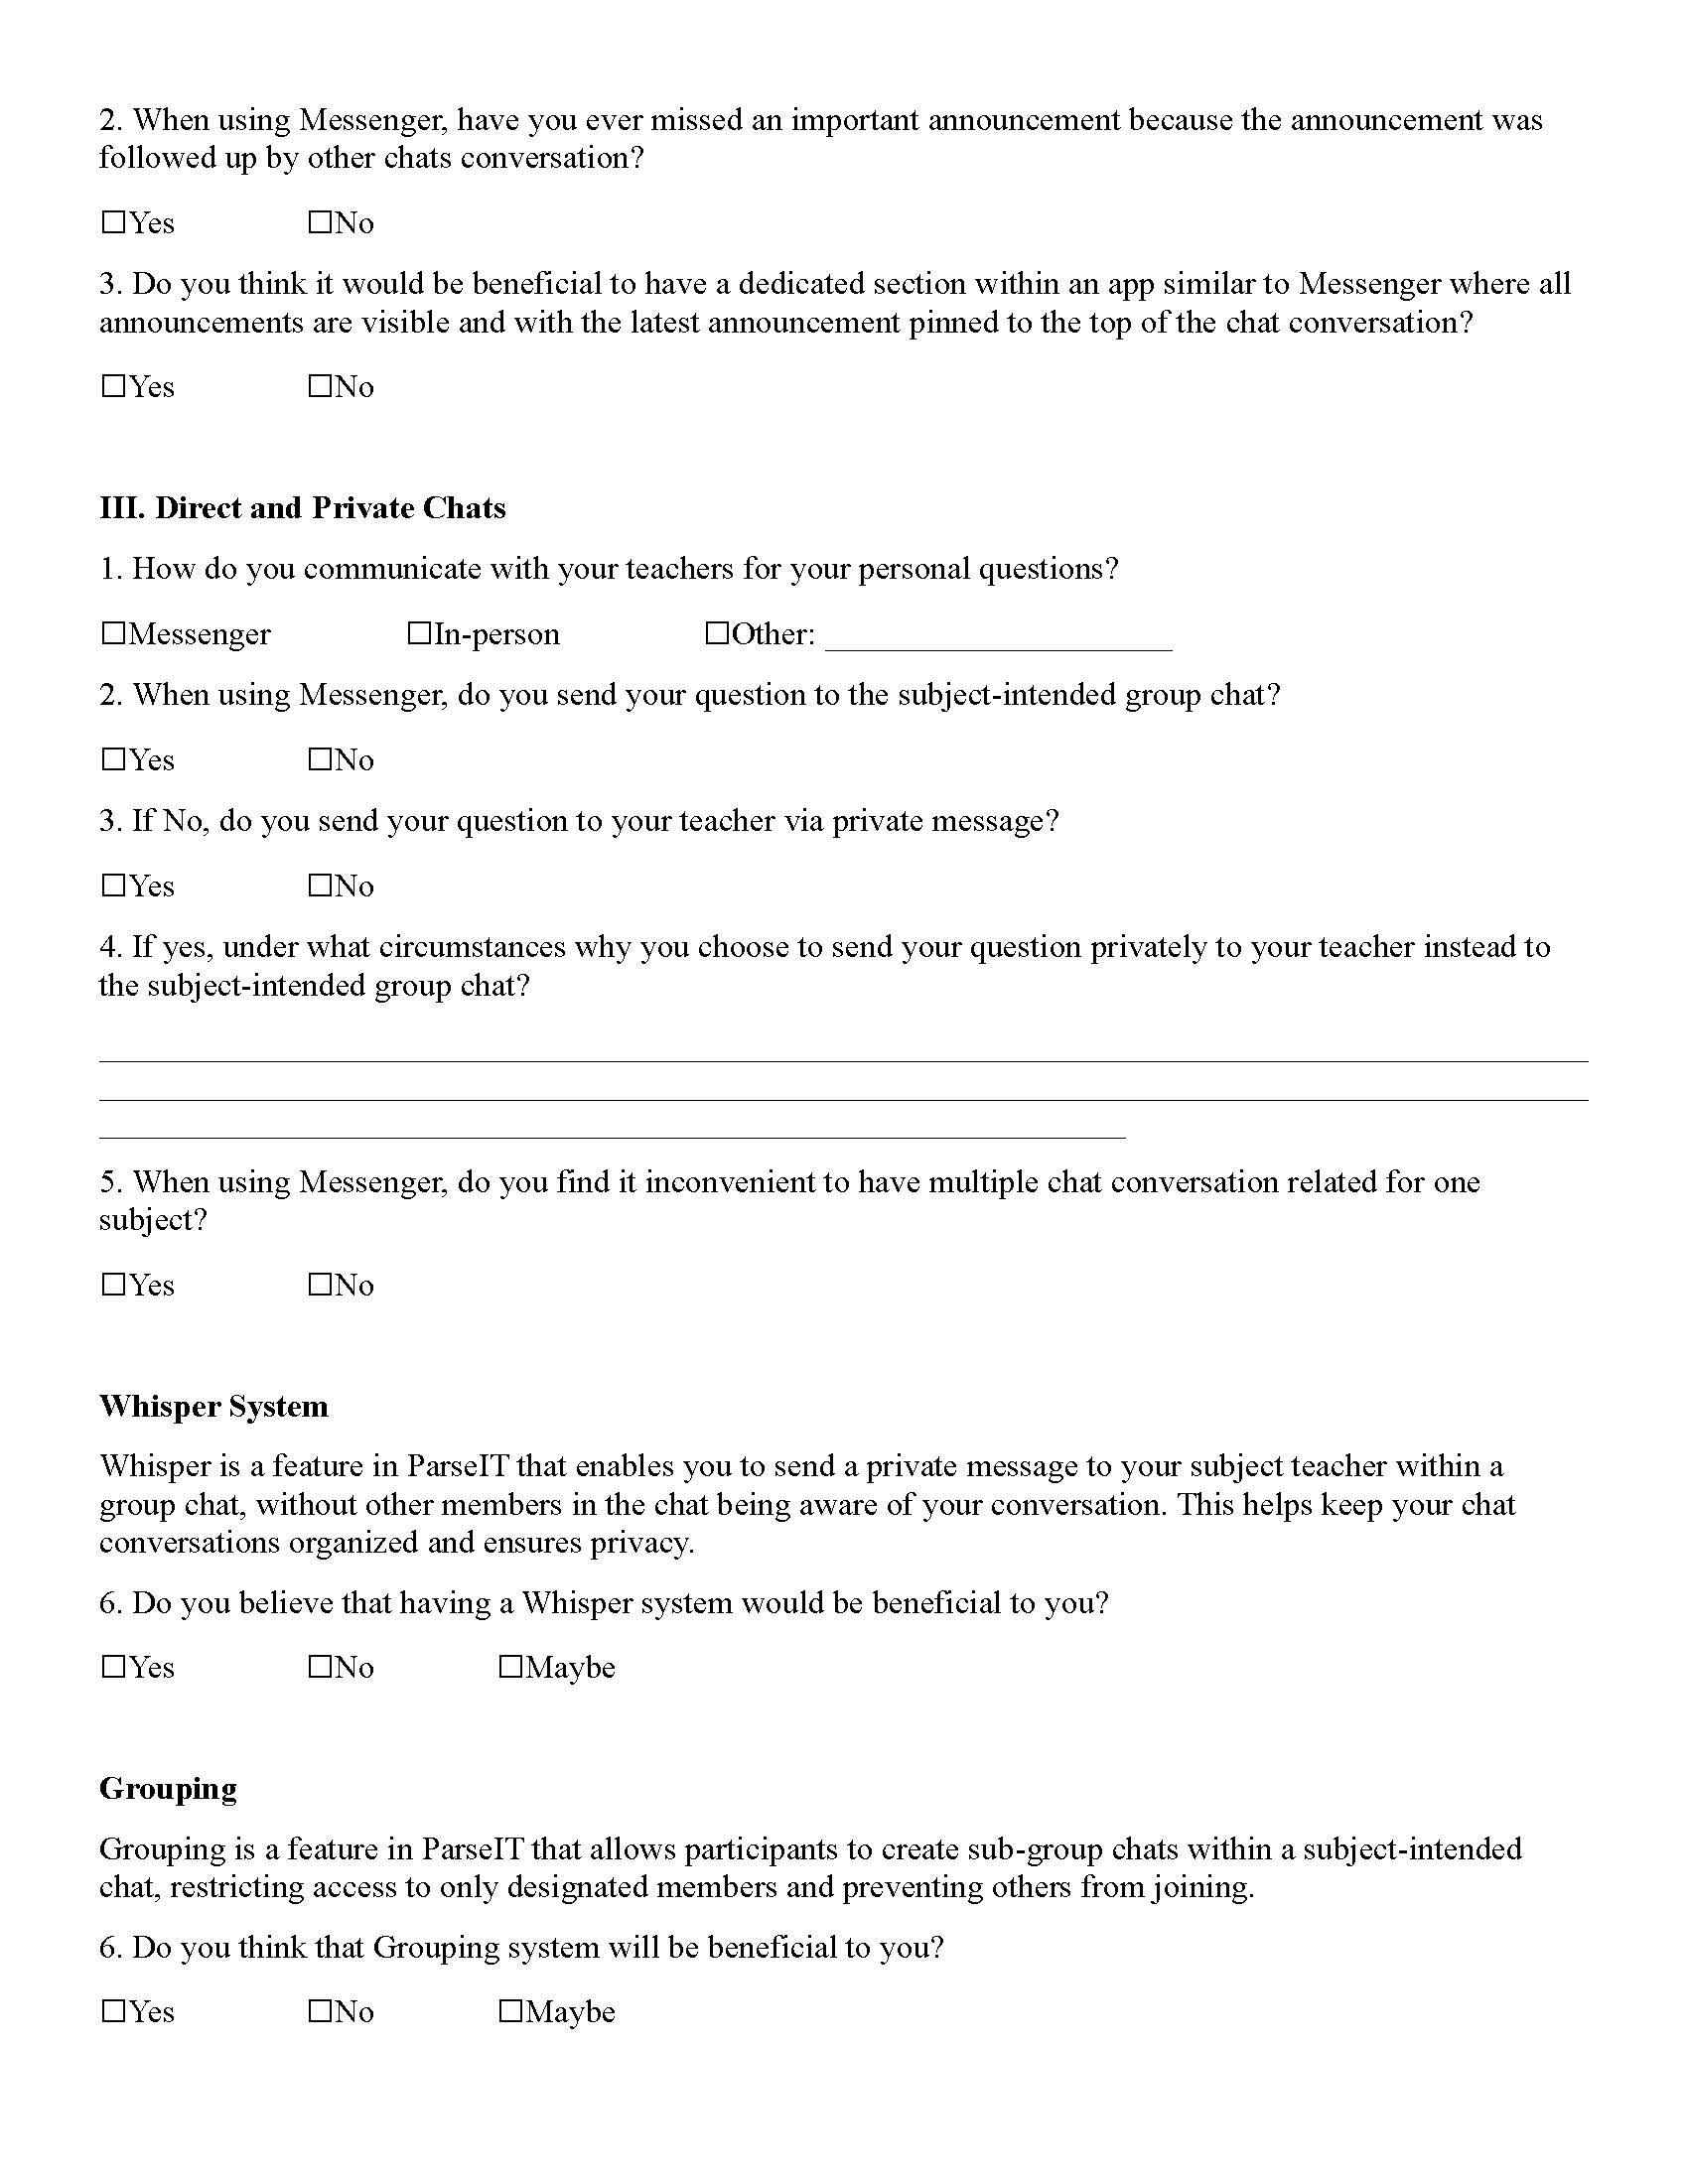 2. When using Messenger, have you ever missed an important announcement because the announcement was
followed up by other chats conversation?
☐Yes ☐No
3. Do you think it would be beneficial to have a dedicated section within an app similar to Messenger where all
announcements are visible and with the latest announcement pinned to the top of the chat conversation?
☐Yes ☐No
III. Direct and Private Chats
1. How do you communicate with your teachers for your personal questions?
☐Messenger ☐In-person ☐Other: ______________________
2. When using Messenger, do you send your question to the subject-intended group chat?
☐Yes ☐No
3. If No, do you send your question to your teacher via private message?
☐Yes ☐No
4. If yes, under what circumstances why you choose to send your question privately to your teacher instead to
the subject-intended group chat?
5. When using Messenger, do you find it inconvenient to have multiple chat conversation related for one
subject?
☐Yes ☐No
Whisper System
Whisper is a feature in ParseIT that enables you to send a private message to your subject teacher within a
group chat, without other members in the chat being aware of your conversation. This helps keep your chat
conversations organized and ensures privacy.
6. Do you believe that having a Whisper system would be beneficial to you?
☐Yes ☐No ☐Maybe
Grouping
Grouping is a feature in ParseIT that allows participants to create sub-group chats within a subject-intended
chat, restricting access to only designated members and preventing others from joining.
6. Do you think that Grouping system will be beneficial to you?
☐Yes ☐No ☐Maybe